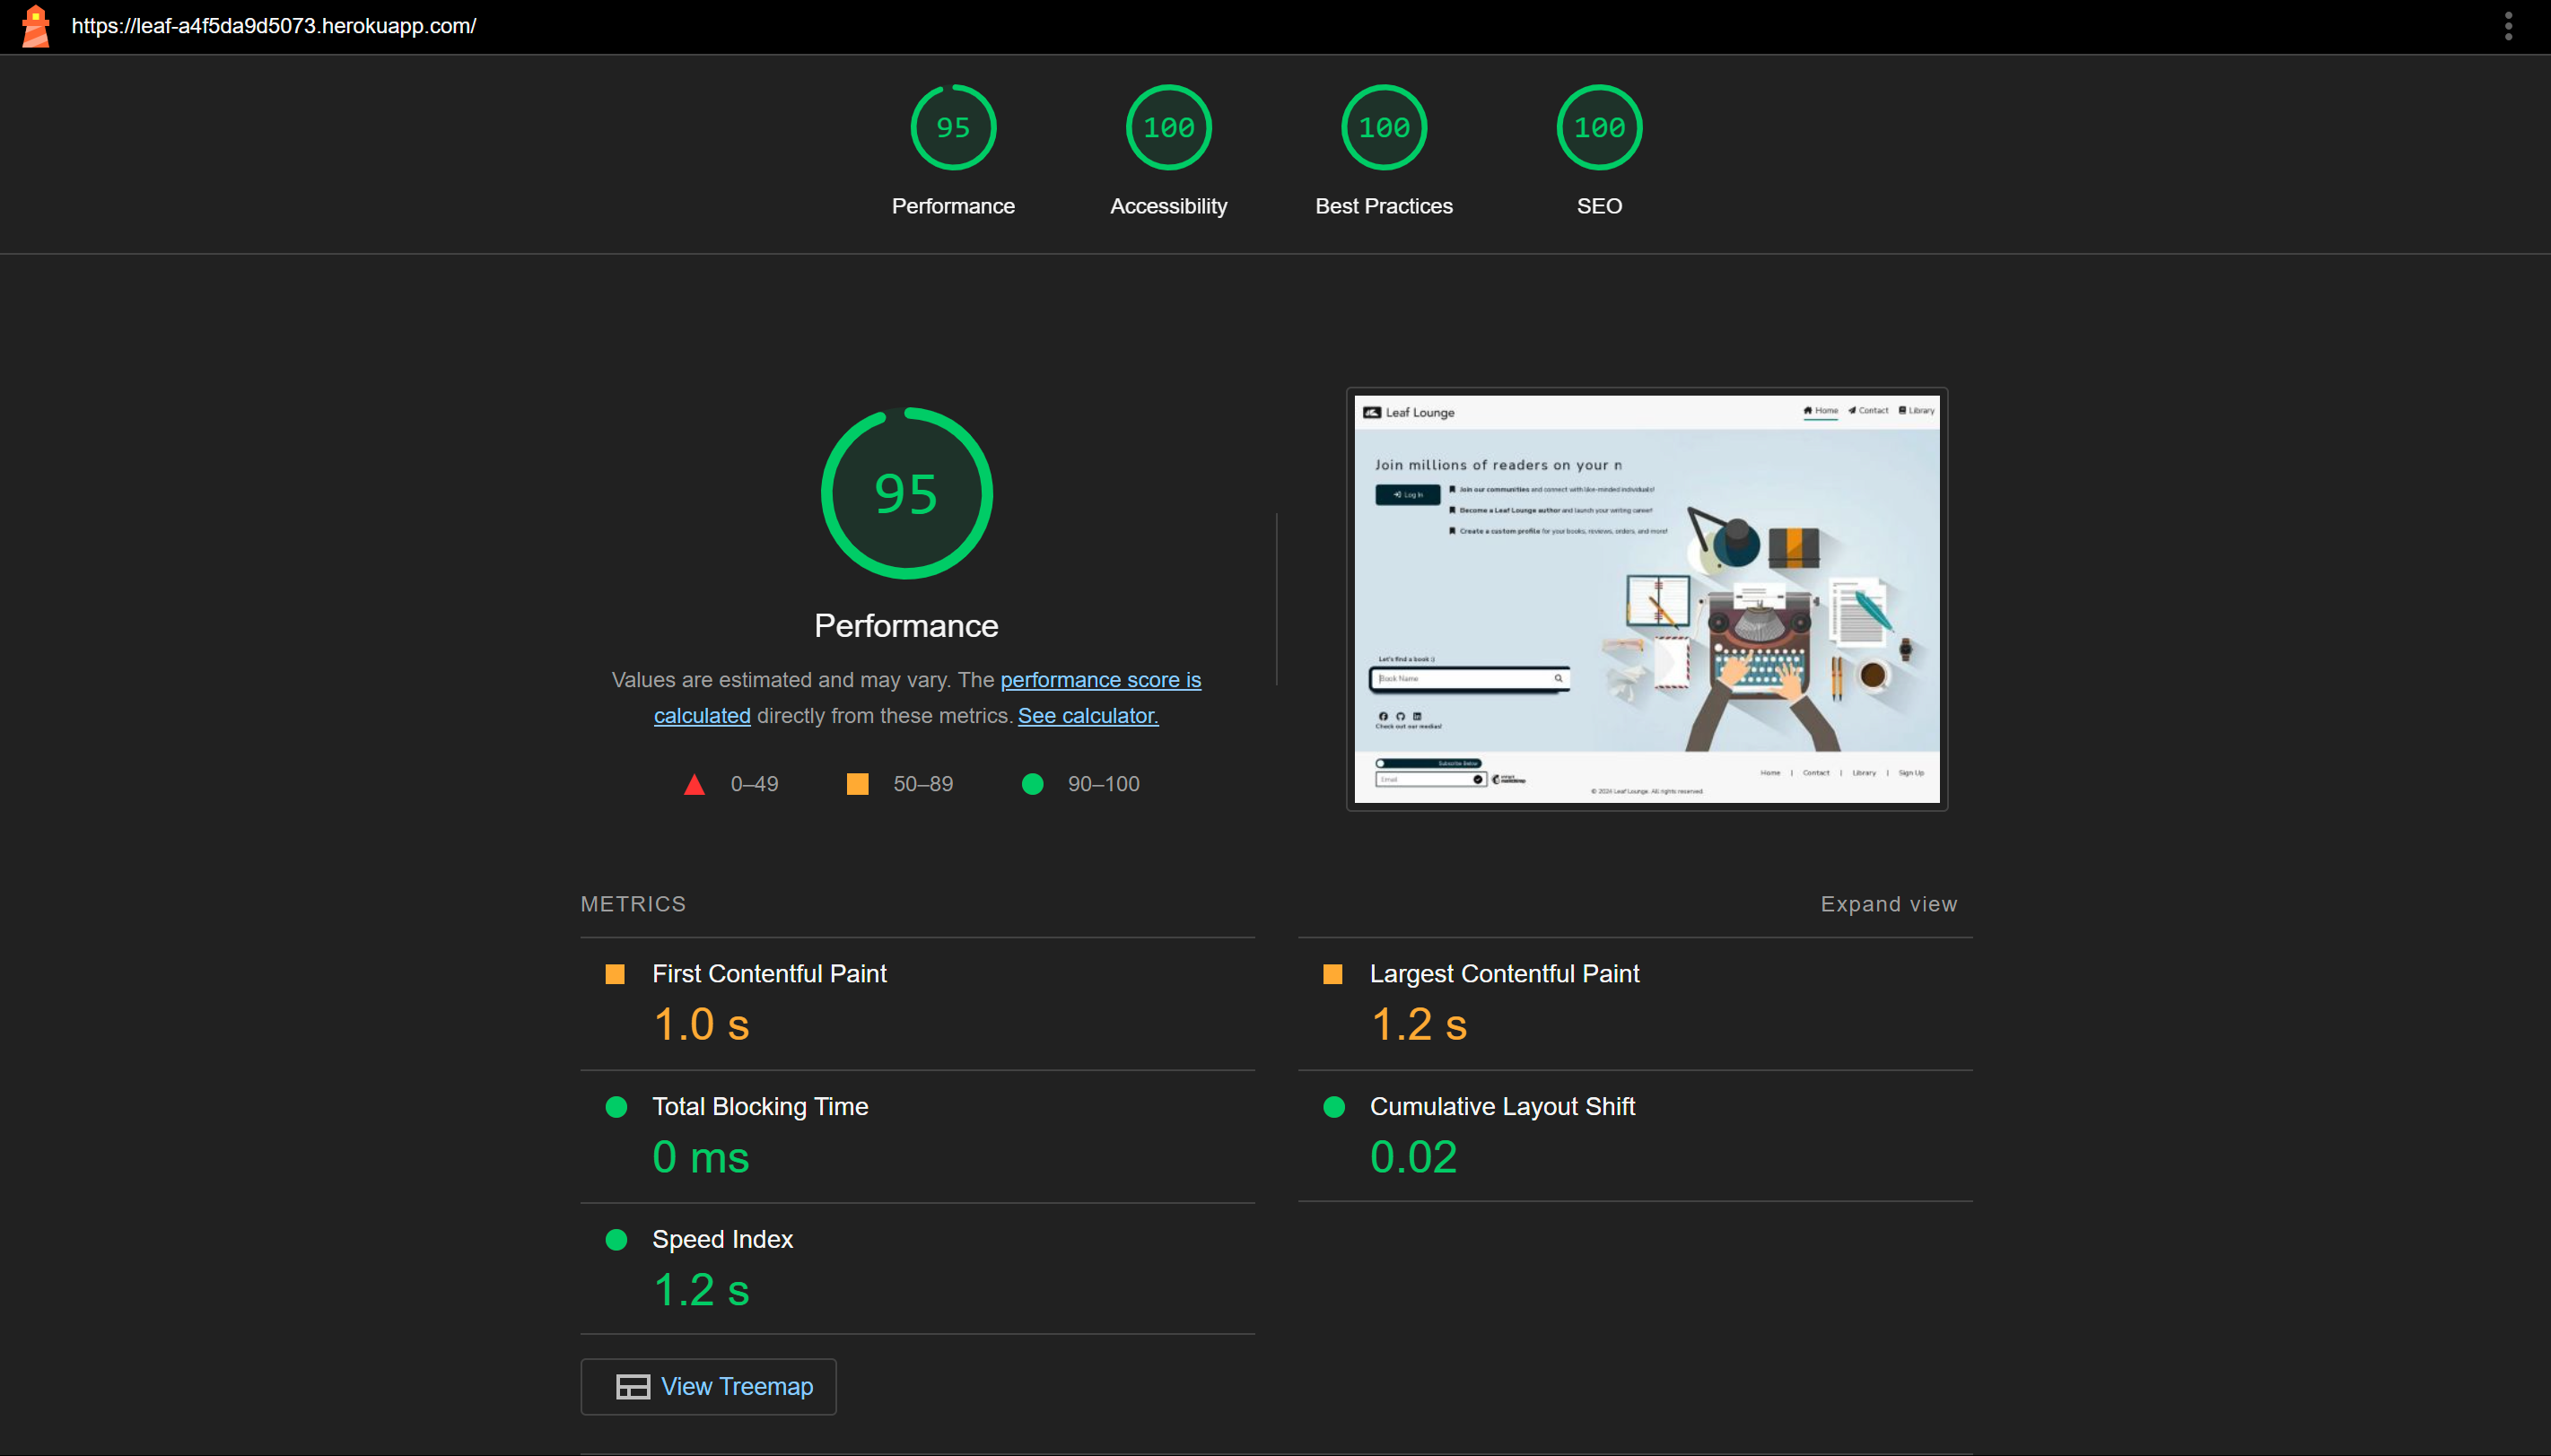 https://leaf-a4f5da9d5073.herokuapp.com/
95
100
100
100
Performance
Accessibility
Best Practices
SEO
95
Performance
Values are estimated and may vary. The performance score is
calculated directly from these metrics. See calculator.
0–49
50–89
90–100
Leaf Lounge
Home
Contact
Library
Join millions of readers on your n
Log In
Join our communities and connect with like-minded individuals!
Become a Leaf Lounge author and launch your writing career!
Create a custom profile for your books, reviews, orders, and more!
Let's find a book :)
Book Name
Check out our medias!
Subscribe Below
Email
Home | Contact | Library | Sign Up
© 2024 Leaf Lounge. All rights reserved.
METRICS
Expand view
First Contentful Paint
1.0 s
Largest Contentful Paint
1.2 s
Total Blocking Time
0 ms
Cumulative Layout Shift
0.02
Speed Index
1.2 s
View Treemap